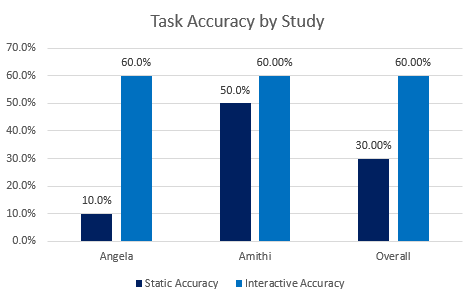 Task Accuracy by Study
70.0%
60.0%
50.0%
40.0%
30.0%
20.0%
10.0%
0.0%
10.0%
60.0%
50.0%
60.00%
30.00%
60.00%
Angela
Amithi
Overall
Static Accuracy
Interactive Accuracy